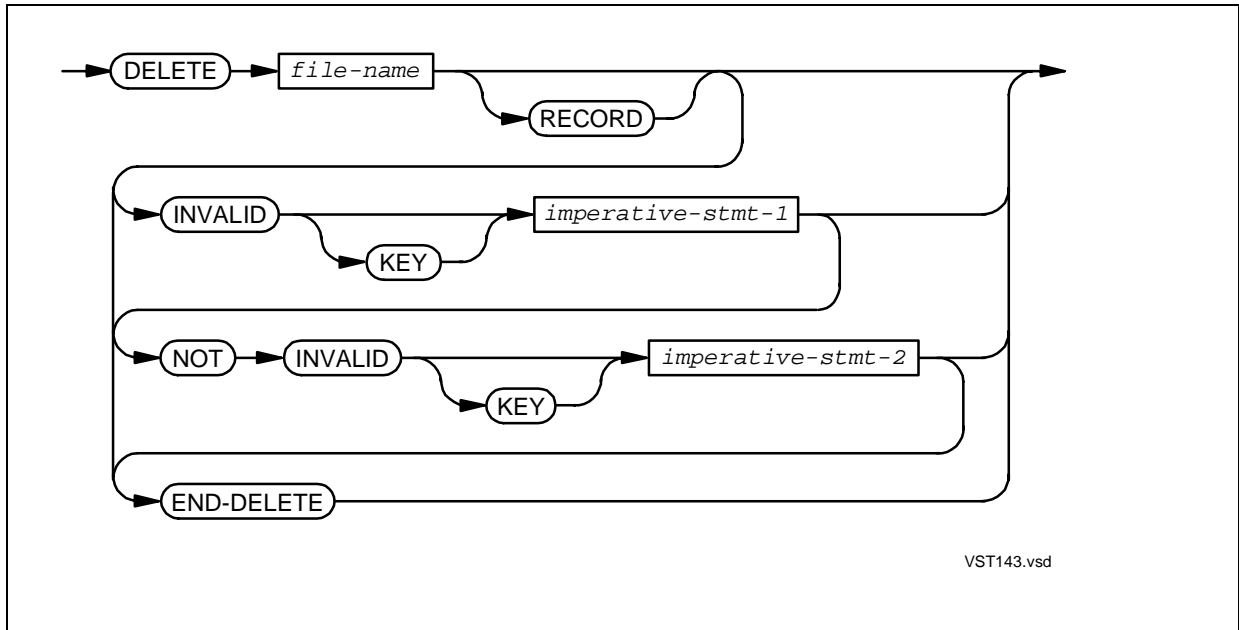 DELETE file-name
RECORD
INVALID imperative-stmt-1
KEY
NOT INVALID imperative-stmt-2
KEY
END-DELETE
VST143.vsd